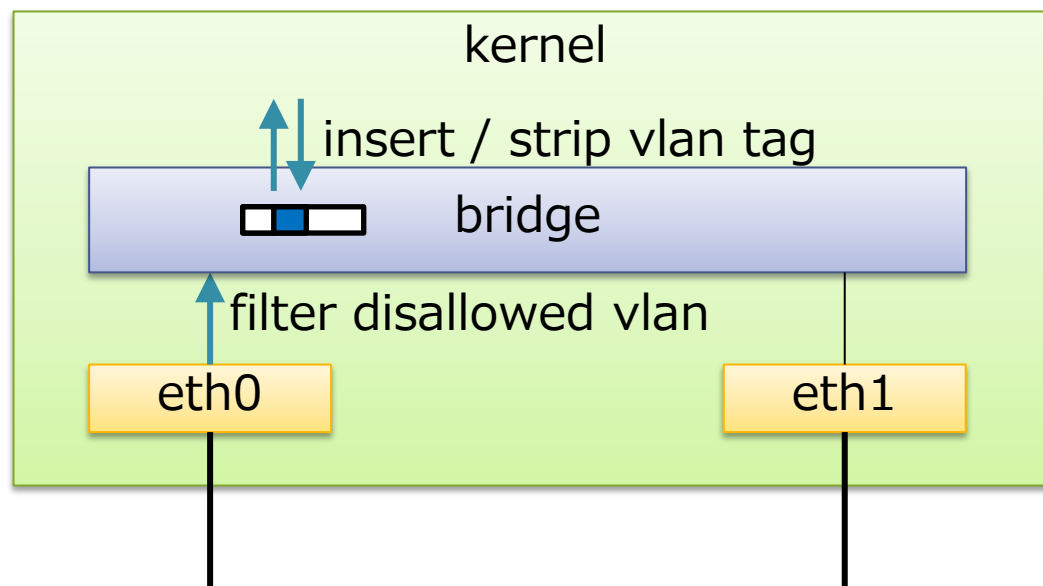 kernel
insert / strip vlan tag
bridge
filter disallowed vlan
eth0
eth1